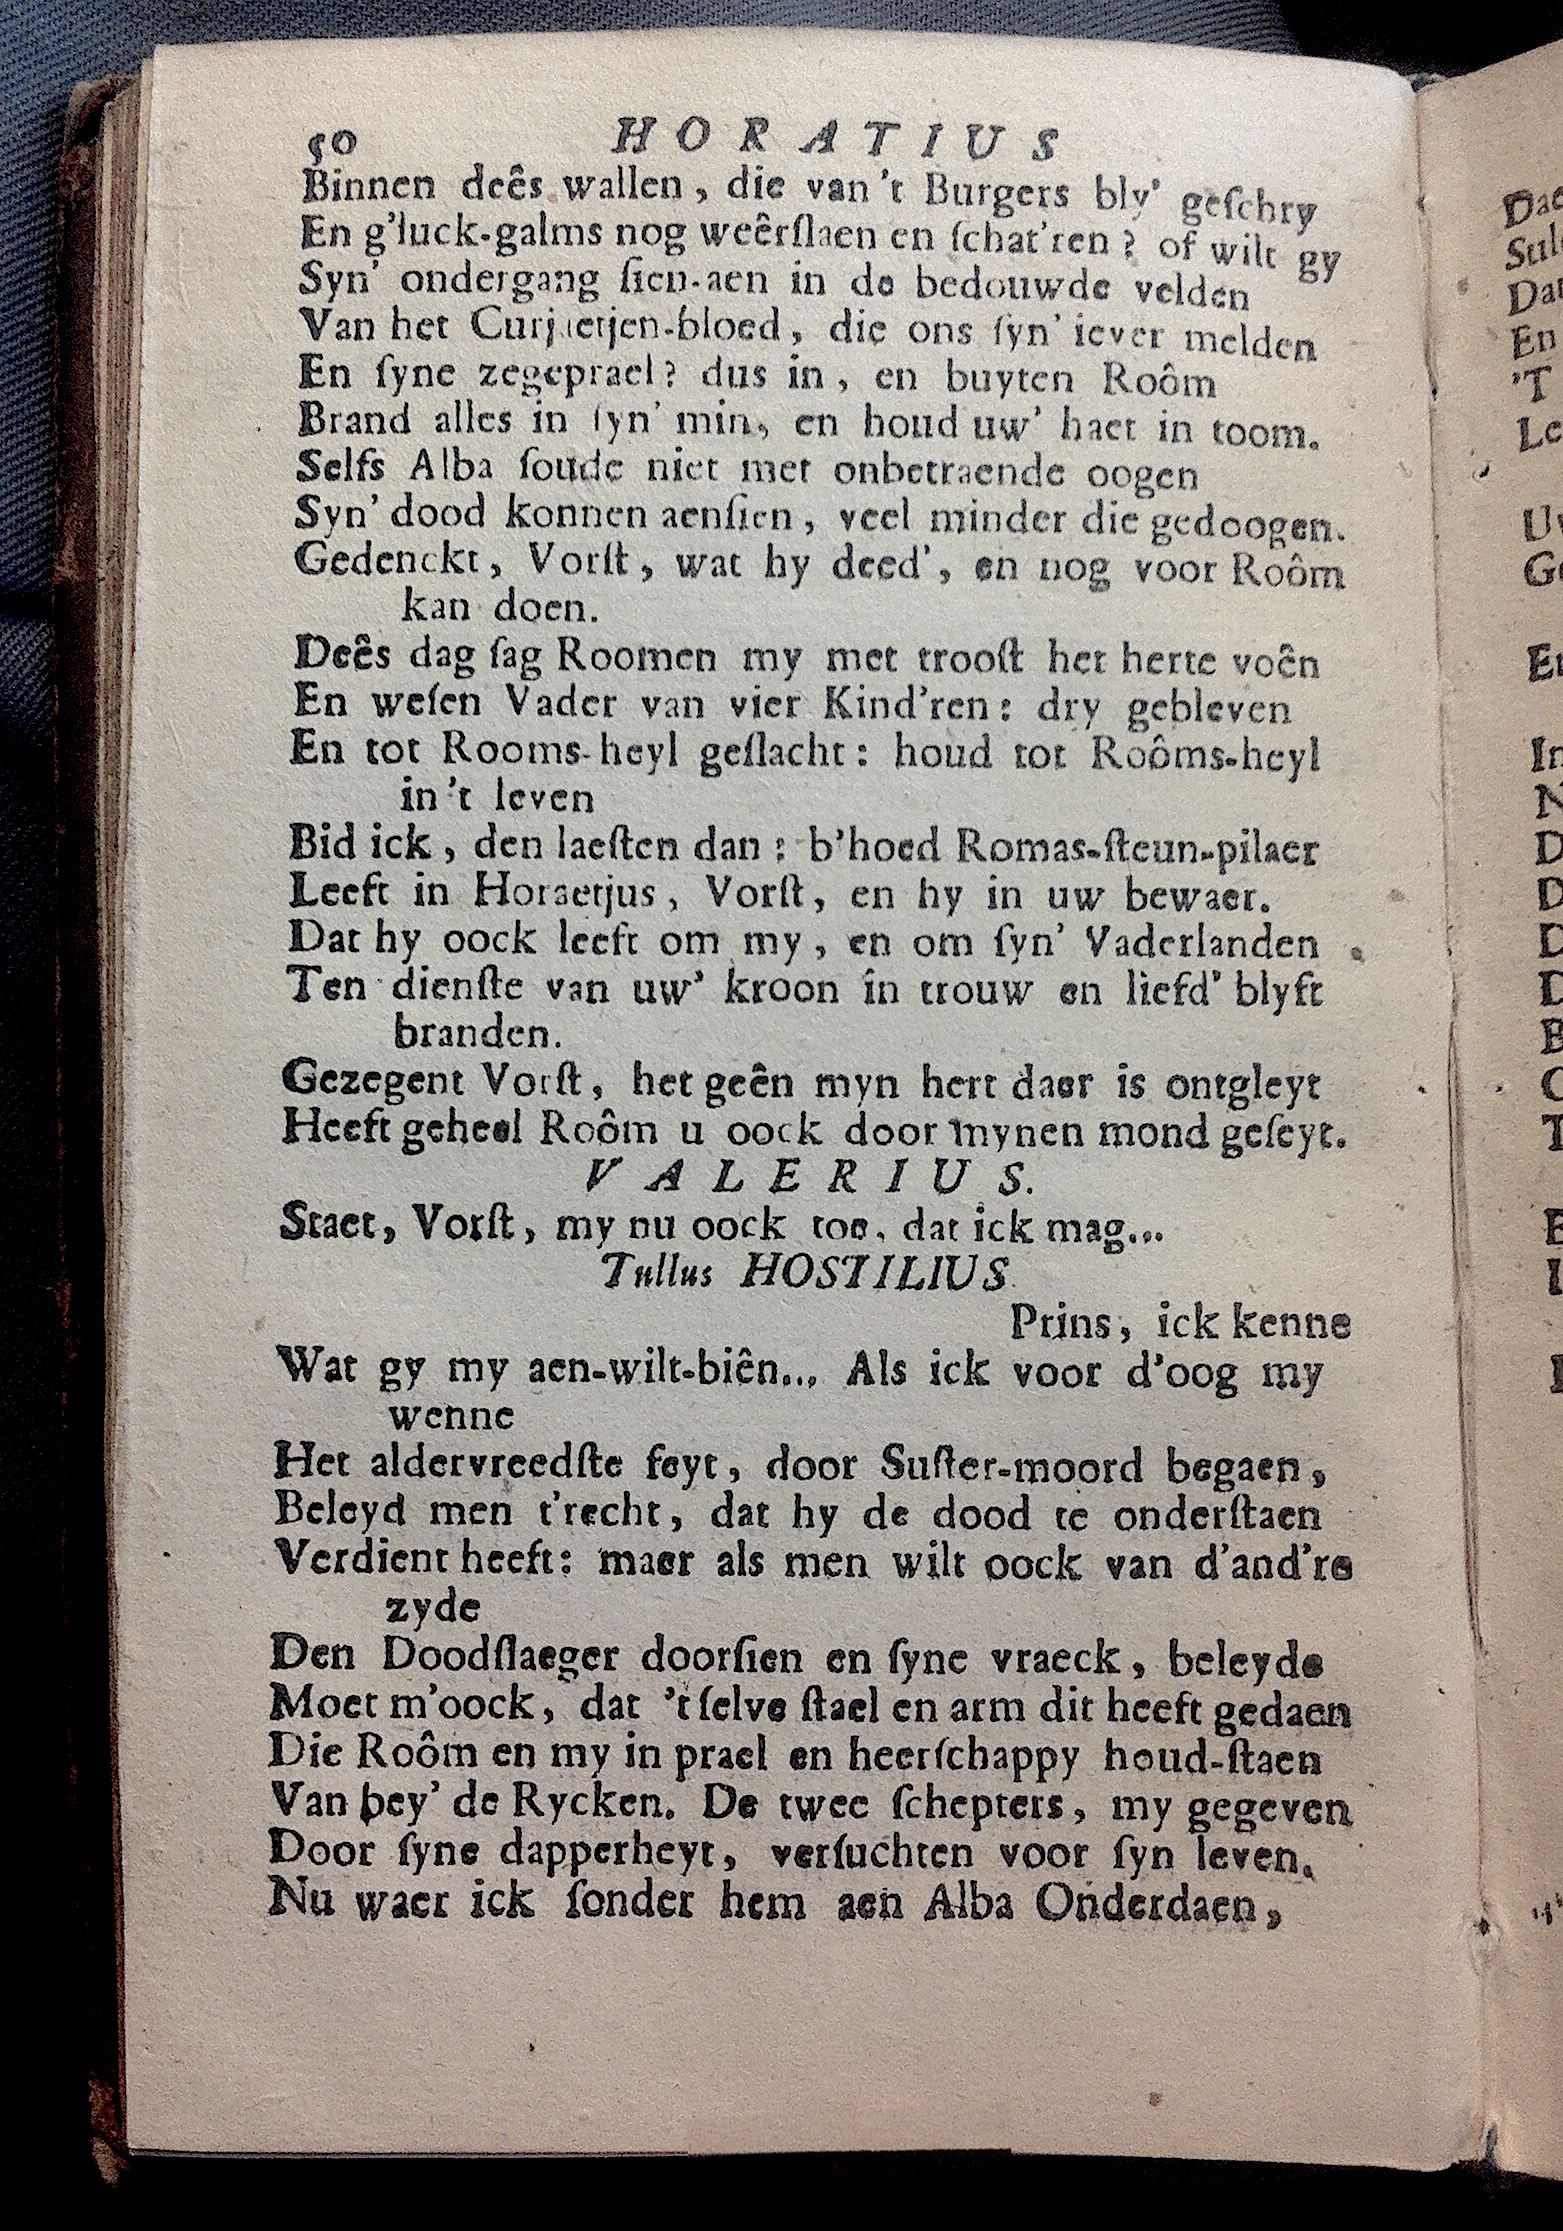 50 HORATIUS
Binnen deês wallen, die van 't Burgers bly' geſchry
En g'luck-galms nog weêrſlaen en ſchat'ren? of wilt gy
Syn' ondergang ſien-aen in de bedouwde velden
Van het Curjaetjen-bloed, die ons ſyn' iever melden
En ſyne zegeprael? dus in, en buyten Roôm
Brand alles in ſyn' min, en houd uw' haet in toom.
Selfs Alba ſoude niet met onbetraende oogen
Syn' dood konnen aenſien, veel minder die gedoogen.
Gedenckt, Vorſt, wat hy deed', en nog voor Roôm
kan doen.
Deês dag ſag Roomen my met trooſt het herte voên
En weſen Vader van vier Kind'ren: dry gebleven
En tot Rooms-heyl geſlacht: houd tot Roôms-heyl
in 't leven
Bid ick, den laeſten dan: b'hoed Romas-ſteun-pilaer
Leeft in Horaetjus, Vorſt, en hy in uw bewaer.
Dat hy oock leeft om my, en om ſyn' Vaderlanden
Ten dienſte van uw' kroon in trouw en liefd' blyft
branden.
Gezegent Vorſt, het geên myn hert daer is ontgleyt
Heeft geheel Roôm u oock door mynen mond geſeyt.
VALERIUS.
Staet, Vorſt, my nu oock toe, dat ick mag...
Tullus HOSTILIUS.
Prins, ick kenne
Wat gy my aen-wilt-biên... Als ick voor d'oog my
wenne
Het aldervreedſte feyt, door Suſter-moord begaen,
Beleyd men t'recht, dat hy de dood te onderſtaen
Verdient heeft: maer als men wilt oock van d'and're
zyde
Den Doodſlaeger doorſien en ſyne vraeck, beleyde
Moet m'oock, dat 't ſelve ſtael en arm dit heeft gedaen
Die Roôm en my in prael en heerſchappy houd-ſtaen
Van bey' de Rycken. De twee ſchepters, my gegeven
Door ſyne dapperheyt, verſuchten voor ſyn leven.
Nu waer ick ſonder hem aen Alba Onderdaen,